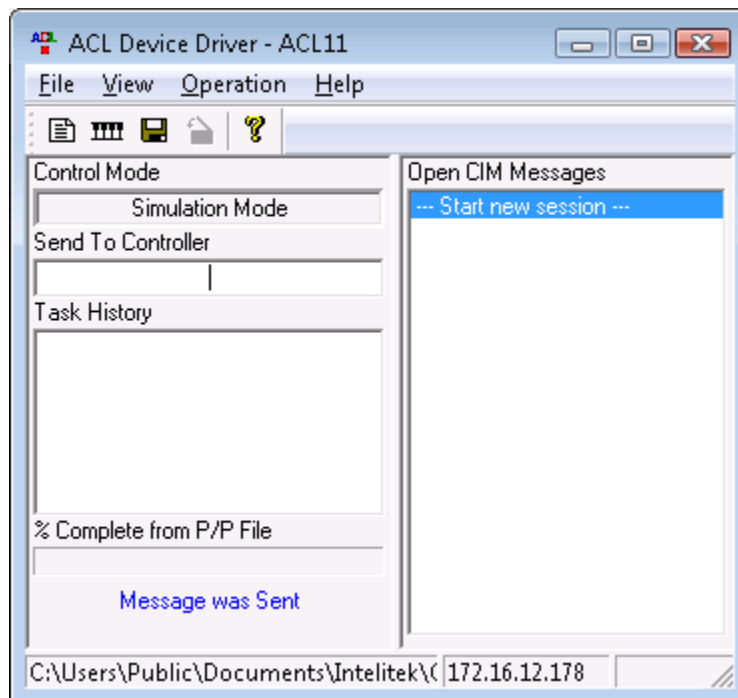 ACL Device Driver - ACL11
File View Operation Help
Control Mode
Simulation Mode
Send To Controller
Task History
% Complete from P/P File
Message was Sent
Open CIM Messages
--- Start new session ---
C:\Users\Public\Documents\Intelitek\( 172.16.12.178